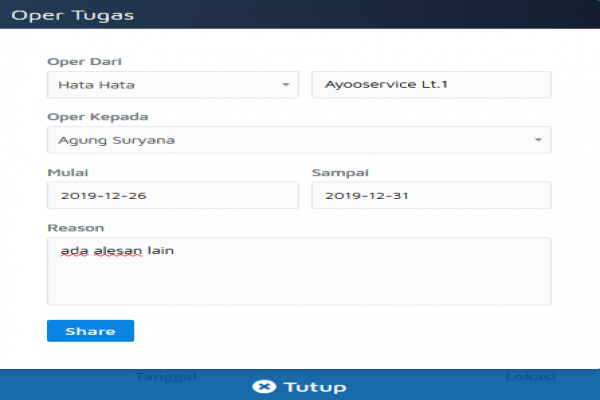 Oper Tugas
Oper Dari
Hata Hata
Ayooservice Lt.1
Oper Kepada
Agung Suryana
Mulai
Sampai
2019-12-26
2019-12-31
Reason
ada alesan lain
Share
Tanggal
Lokasi
Tutup